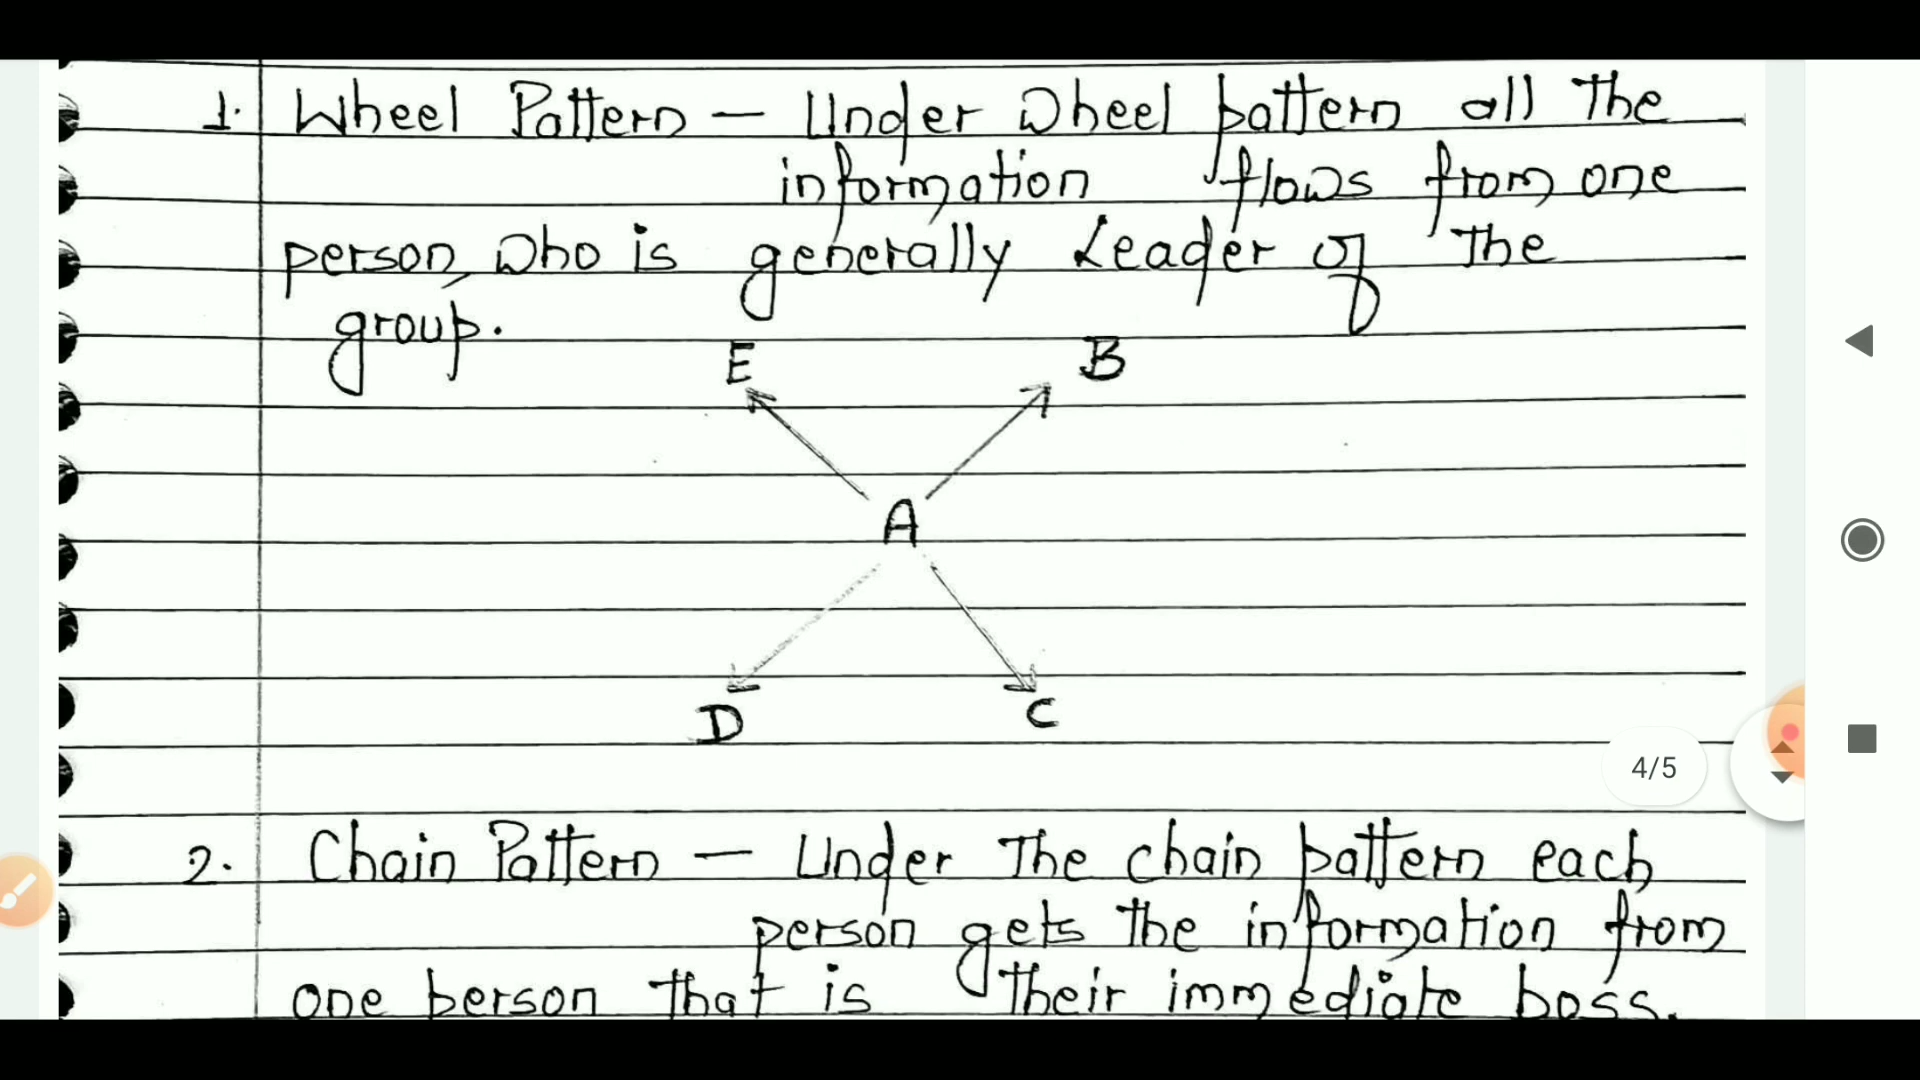 1. Wheel Pattern – Under Wheel pattern all the
information flows from one
person, who is generally Leader of the
group.
E B
A
D C
4/5
2. Chain Pattern – Under The chain pattern each
person gets the information from
one person that is their immediate boss.